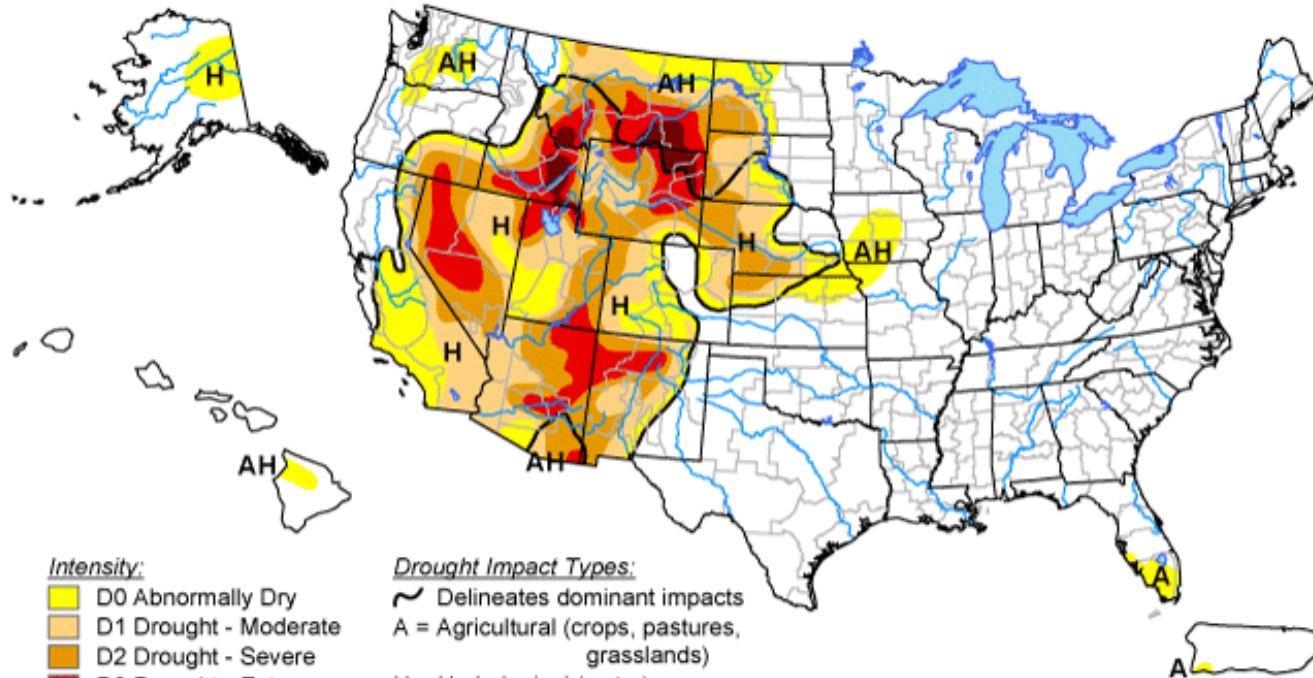 H
AH
AH
H
H
AH
H
H
AH
AH
A
A
Intensity:
D0 Abnormally Dry
D1 Drought - Moderate
D2 Drought - Severe
Drought Impact Types:
Delineates dominant impacts
A = Agricultural (crops, pastures,
grasslands)